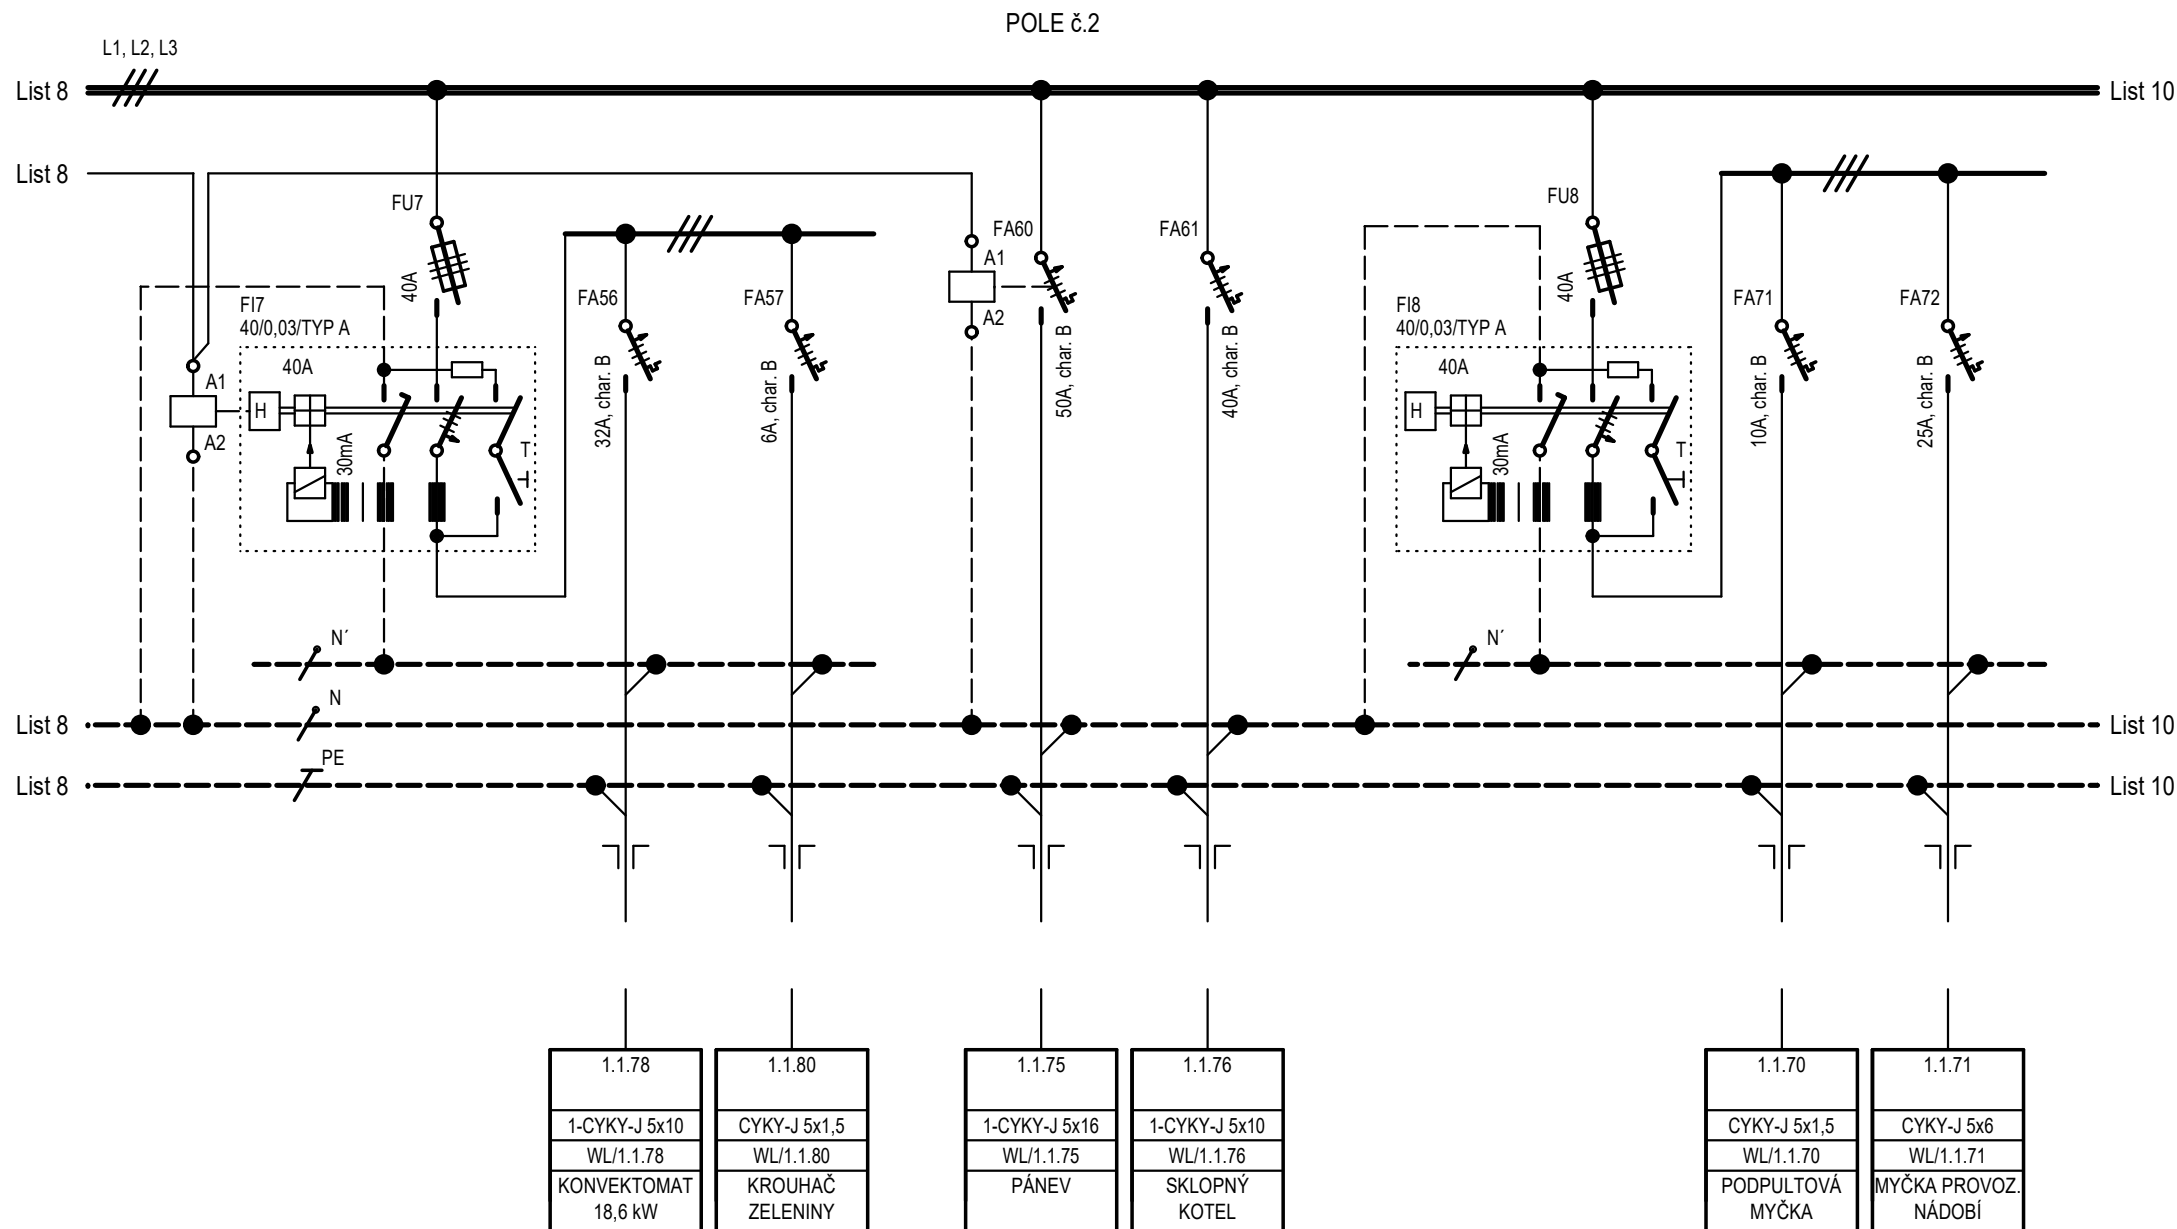 POLE č.2
L1, L2, L3
List 8
List 10
List 8
FU7
40A
FI7
40/0,03/TYP A
40A
A1
A2
H
30mA
T
FA56
32A, char. B
FA57
6A, char. B
A1
A2
FA60
50A, char. B
FA61
40A, char. B
FU8
40A
FI8
40/0,03/TYP A
40A
H
30mA
T
FA71
10A, char. B
FA72
25A, char. B
N´
N´
List 8
N
List 10
List 8
PE
List 10
1.1.78
1-CYKY-J 5x10
WL/1.1.78
KONVEKTOMAT
18,6 kW
1.1.80
CYKY-J 5x1,5
WL/1.1.80
KROUHAČ
ZELENINY
1.1.75
1-CYKY-J 5x16
WL/1.1.75
PÁNEV
1.1.76
1-CYKY-J 5x10
WL/1.1.76
SKLOPNÝ
KOTEL
1.1.70
CYKY-J 5x1,5
WL/1.1.70
PODPULTOVÁ
MYČKA
1.1.71
CYKY-J 5x6
WL/1.1.71
MYČKA PROVOZ.
NÁDOBÍ